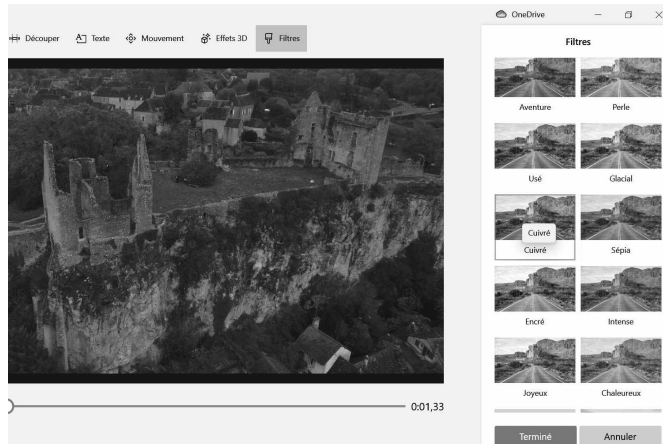 OneDrive
Découper Texte Mouvement Effets 3D Filtres
Filtres
Aventure Perle
Usé Glacial
Cuivré
Cuivré Sépia
Encré Intense
Joyeux Chaleureux
0:01,33
Terminé Annuler